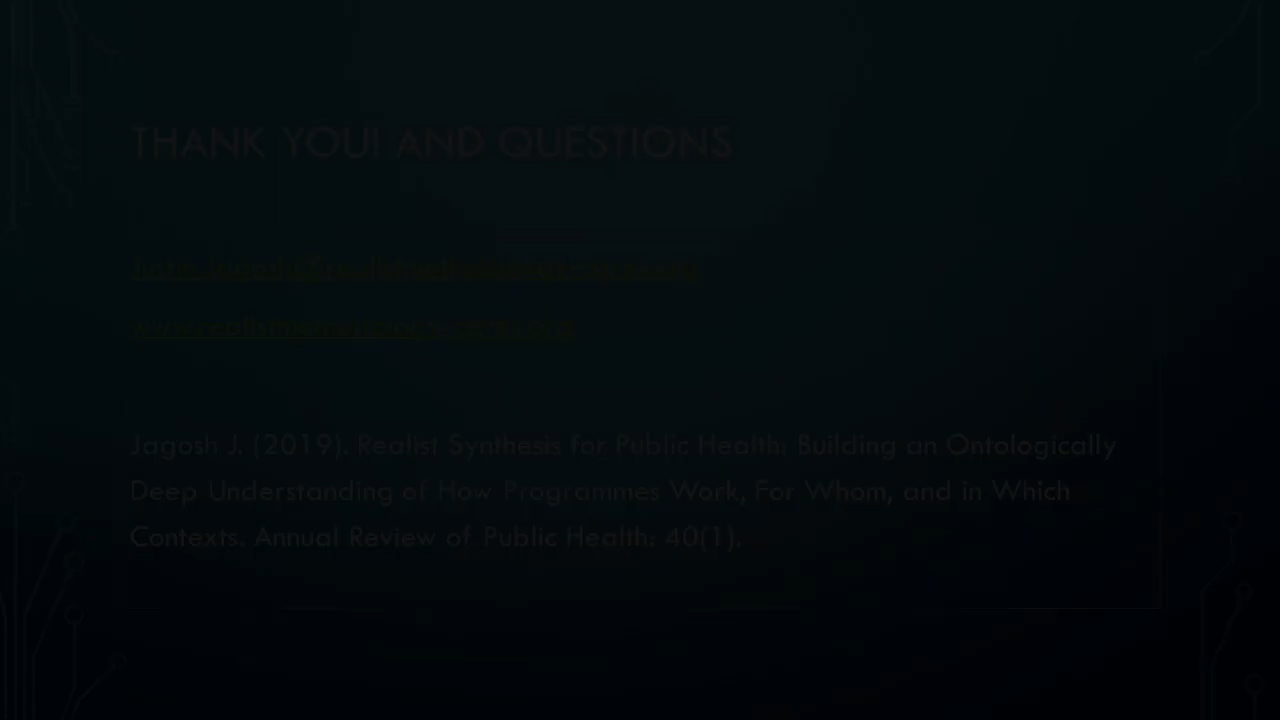 THANK YOU! AND QUESTIONS
Jagosh J. (2019). Realist Synthesis for Public Health: Building an Ontologically
Deep Understanding of How Programmes Work, For Whom, and in Which
Contexts. Annual Review of Public Health: 40(1).